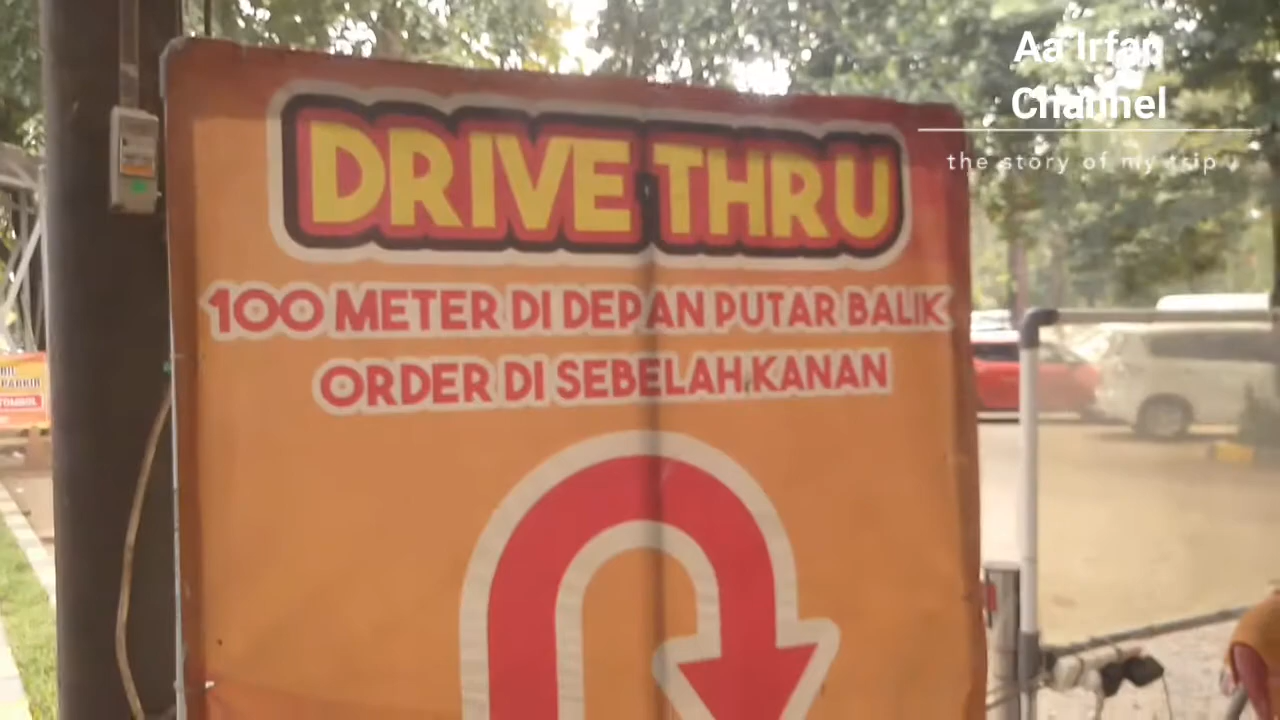 Aa Irfan
Channel
the story of my trip
DRIVE THRU
100 METER DI DEPAN PUTAR BALIK
ORDER DI SEBELAH KANAN
PARKIR